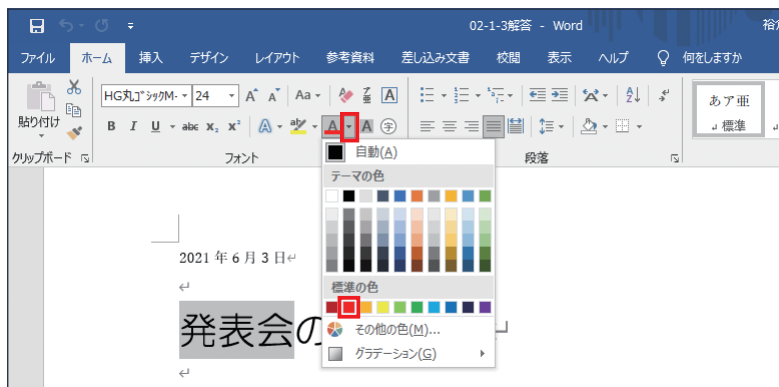 02-1-3解答 - Word
ファイル ホーム 挿入 デザイン レイアウト 参考資料 差し込み文書 校閲 表示 ヘルプ 何をしますか
HG丸ゴシックM- 24 A A Aa
貼り付け
B I U abc X₂ X² A A A 字
あア亜
標準
クリップボード フォント 段落
自動(A)
テーマの色
標準の色
その他の色(M)...
グラデーション(G)
2021 年 6 月 3 日
発表会の